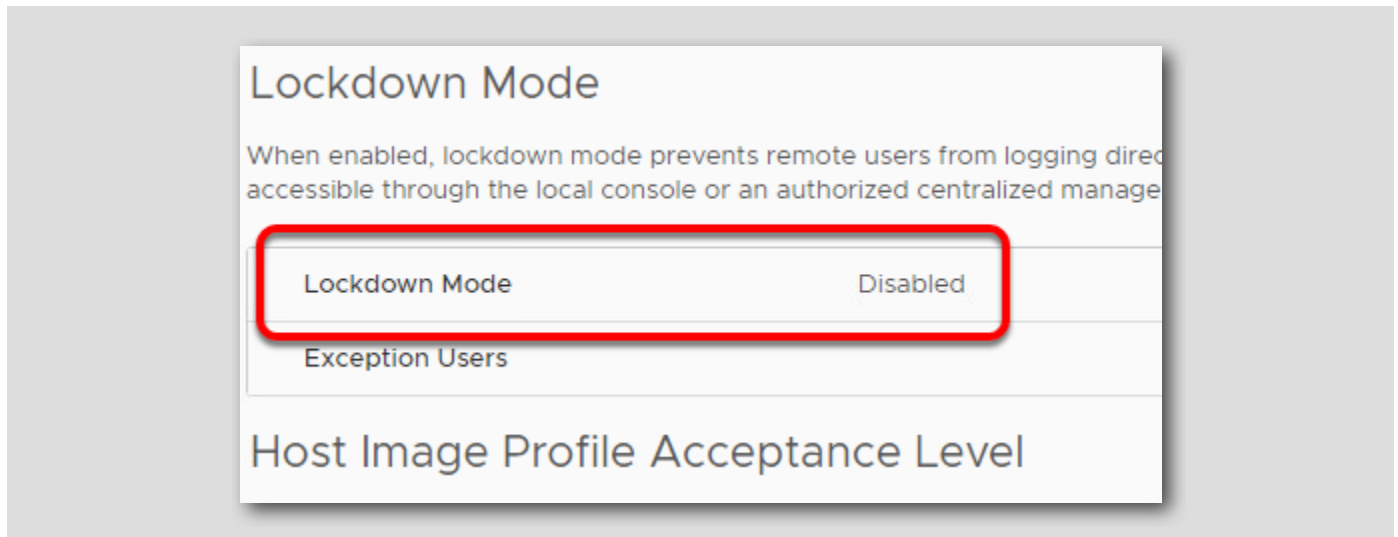 Lockdown Mode
When enabled, lockdown mode prevents remote users from logging direc
accessible through the local console or an authorized centralized manage
Lockdown Mode Disabled
Exception Users
Host Image Profile Acceptance Level